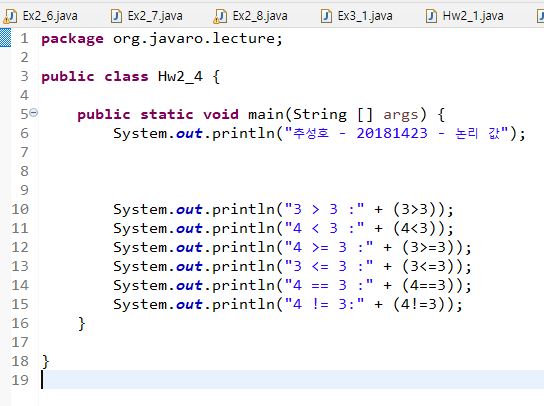 Ex2_6.java Ex2_7.java Ex2_8.java Ex3_1.java Hw2_1.java
1 package org.javaro.lecture;
2
3 public class Hw2_4 {
4
5 public static void main(String [] args) {
6 System.out.println("추성호 - 20181423 - 논리 값");
7
8
9
10 System.out.println("3 > 3 :" + (3>3));
11 System.out.println("4 < 3 :" + (4<3));
12 System.out.println("4 >= 3 :" + (3>=3));
13 System.out.println("3 <= 3 :" + (3<=3));
14 System.out.println("4 == 3 :" + (4==3));
15 System.out.println("4 != 3:" + (4!=3));
16 }
17
18 }
19